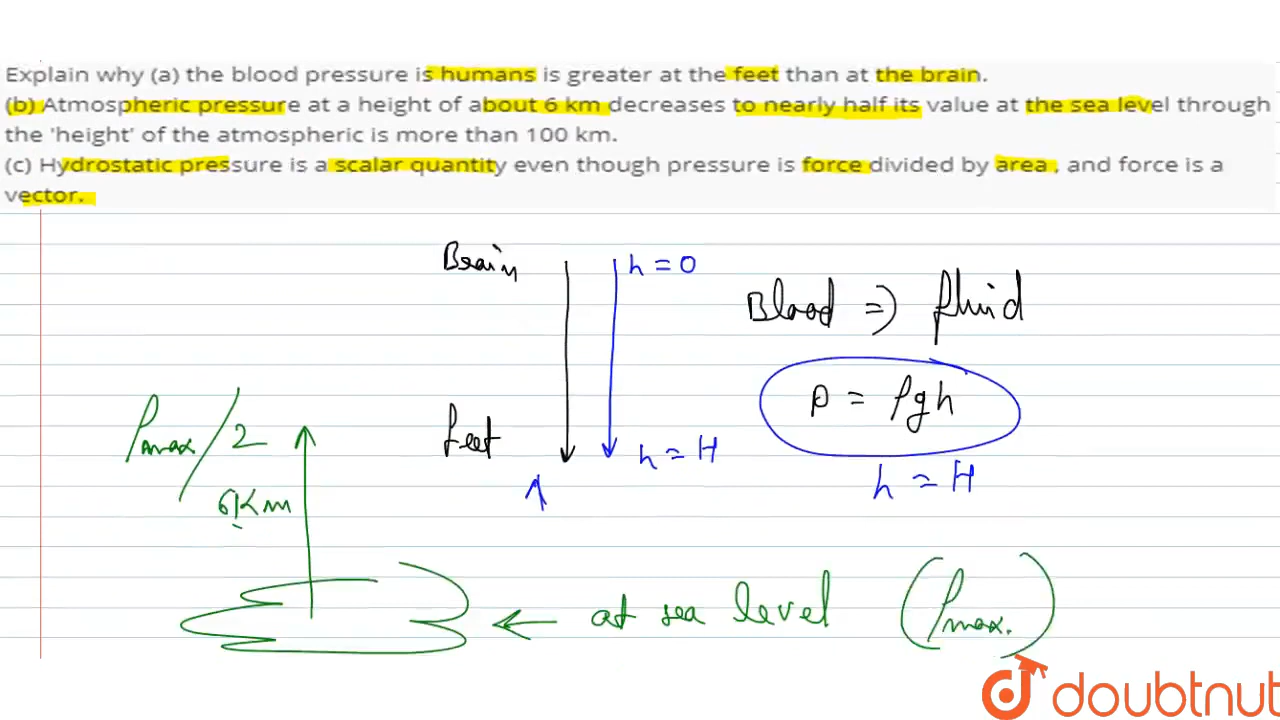 Explain why (a) the blood pressure is humans is greater at the feet than at the brain.
(b) Atmospheric pressure at a height of about 6 km decreases to nearly half its value at the sea level through
the 'height' of the atmospheric is more than 100 km.
(c) Hydrostatic pressure is a scalar quantity even though pressure is force divided by area , and force is a
vector.
Brain h = 0
Blood ⇒ fluid
P = ρgh
Pmax/2
feet h = H
h = H
6Km
← at sea level (Pmax.)
doubtnut